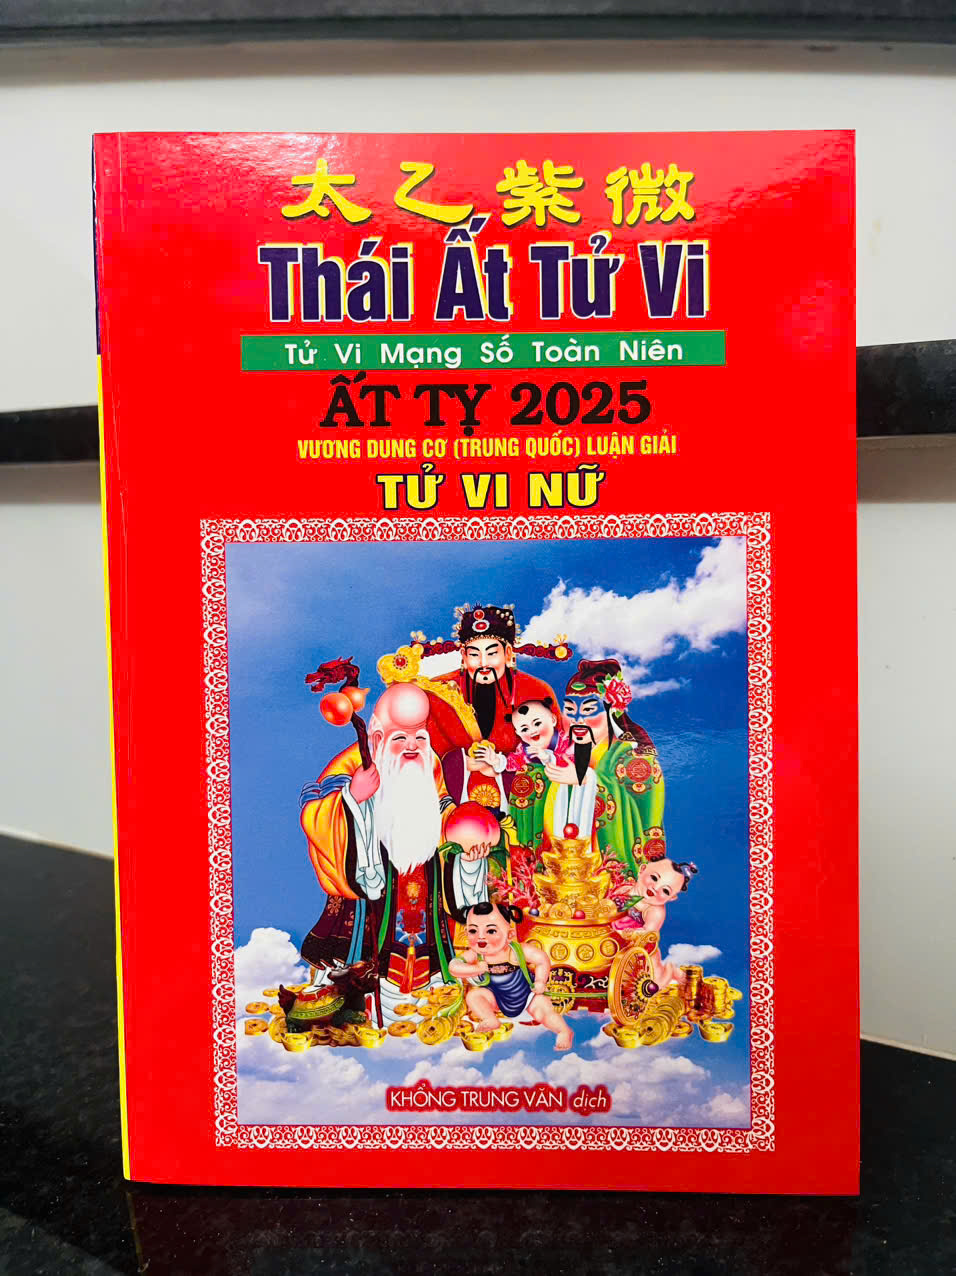 太乙紫微
Thái Ất Tử Vi
Tử Vi Mạng Số Toàn Niên
ẤT TỴ 2025
VƯƠNG DUNG CƠ (TRUNG QUỐC) LUẬN GIẢI
TỬ VI NỮ
KHỔNG TRUNG VĂN dịch